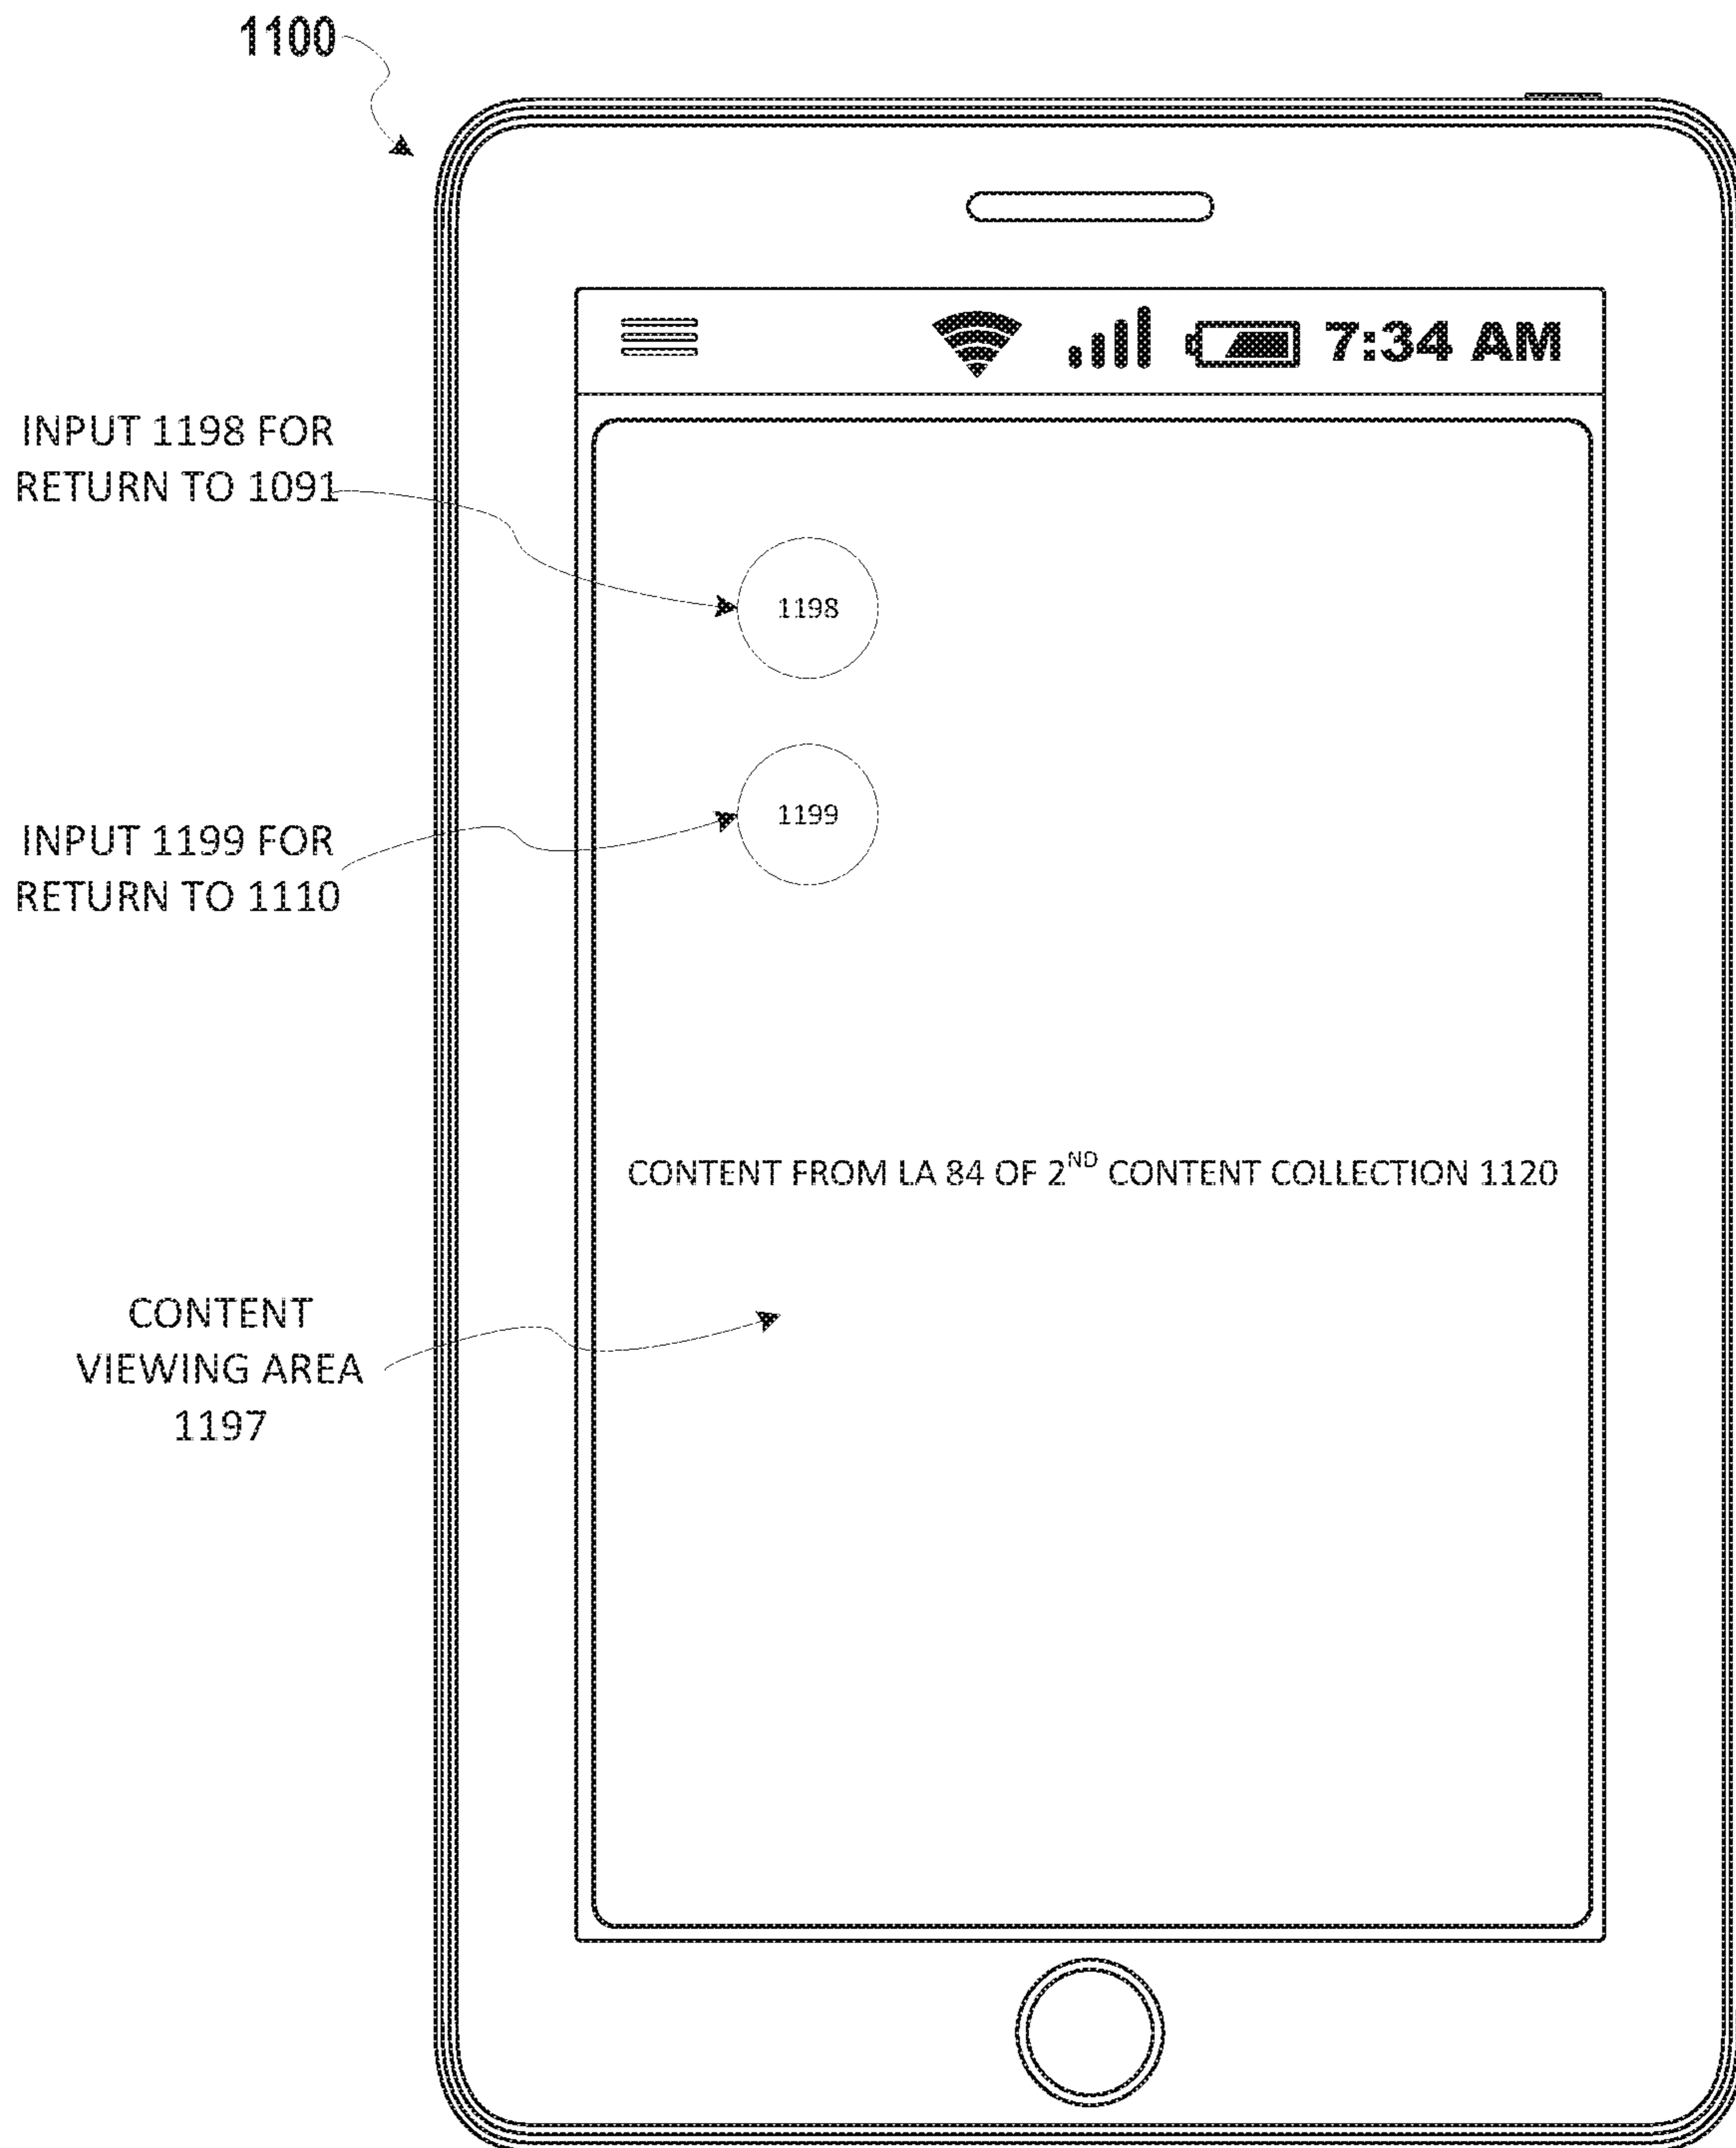 1100
7:34 AM
INPUT 1198 FOR
RETURN TO 1091
1198
1199
INPUT 1199 FOR
RETURN TO 1110
CONTENT FROM LA 84 OF 2ND CONTENT COLLECTION 1120
CONTENT
VIEWING AREA
1197